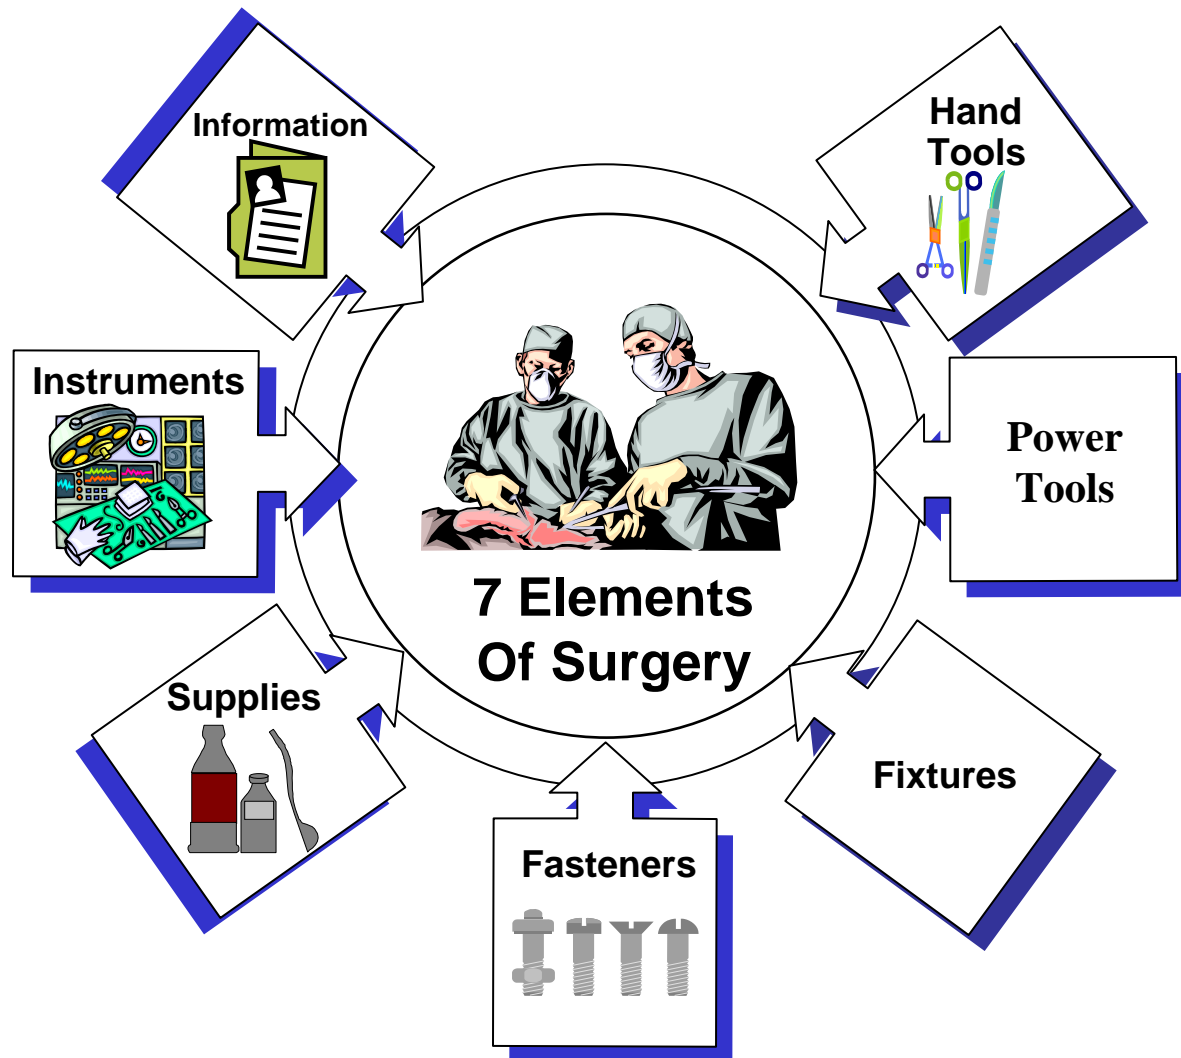 Information
Hand
Tools
Instruments
Power
Tools
7 Elements
Of Surgery
Supplies
Fixtures
Fasteners